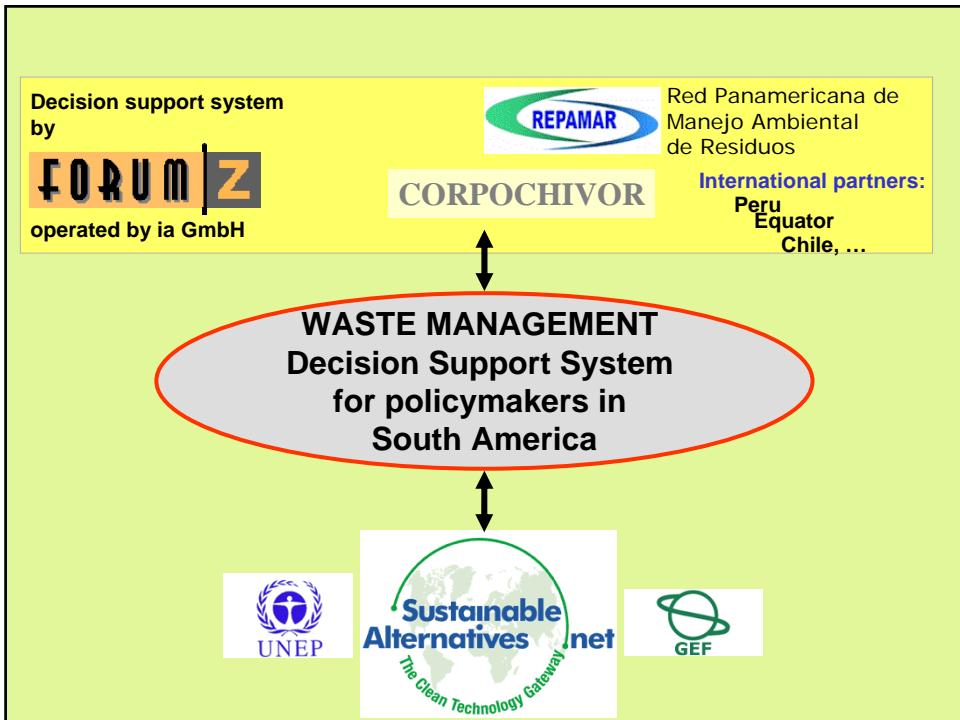 Decision support system
by
FORUM Z
operated by ia GmbH
REPAMAR
Red Panamericana de
Manejo Ambiental
de Residuos
CORPOCHIVOR
International partners:
Peru
Equator
Chile, …
WASTE MANAGEMENT
Decision Support System
for policymakers in
South America
UNEP
Sustainable
Alternatives .net
The Clean Technology Gateway
GEF